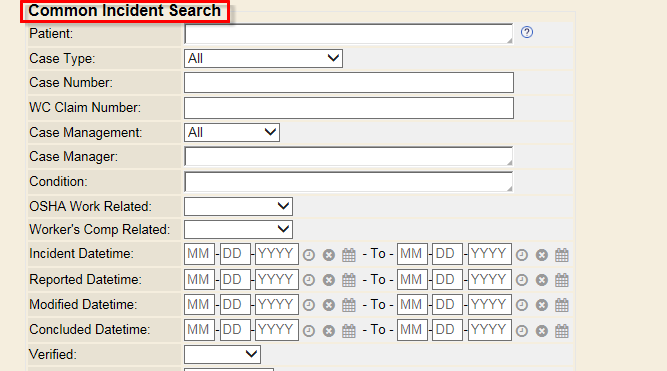 Common Incident Search
Patient:
Case Type: All
Case Number:
WC Claim Number:
Case Management: All
Case Manager:
Condition:
OSHA Work Related:
Worker's Comp Related:
Incident Datetime: MM - DD - YYYY - To - MM - DD - YYYY
Reported Datetime: MM - DD - YYYY - To - MM - DD - YYYY
Modified Datetime: MM - DD - YYYY - To - MM - DD - YYYY
Concluded Datetime: MM - DD - YYYY - To - MM - DD - YYYY
Verified: